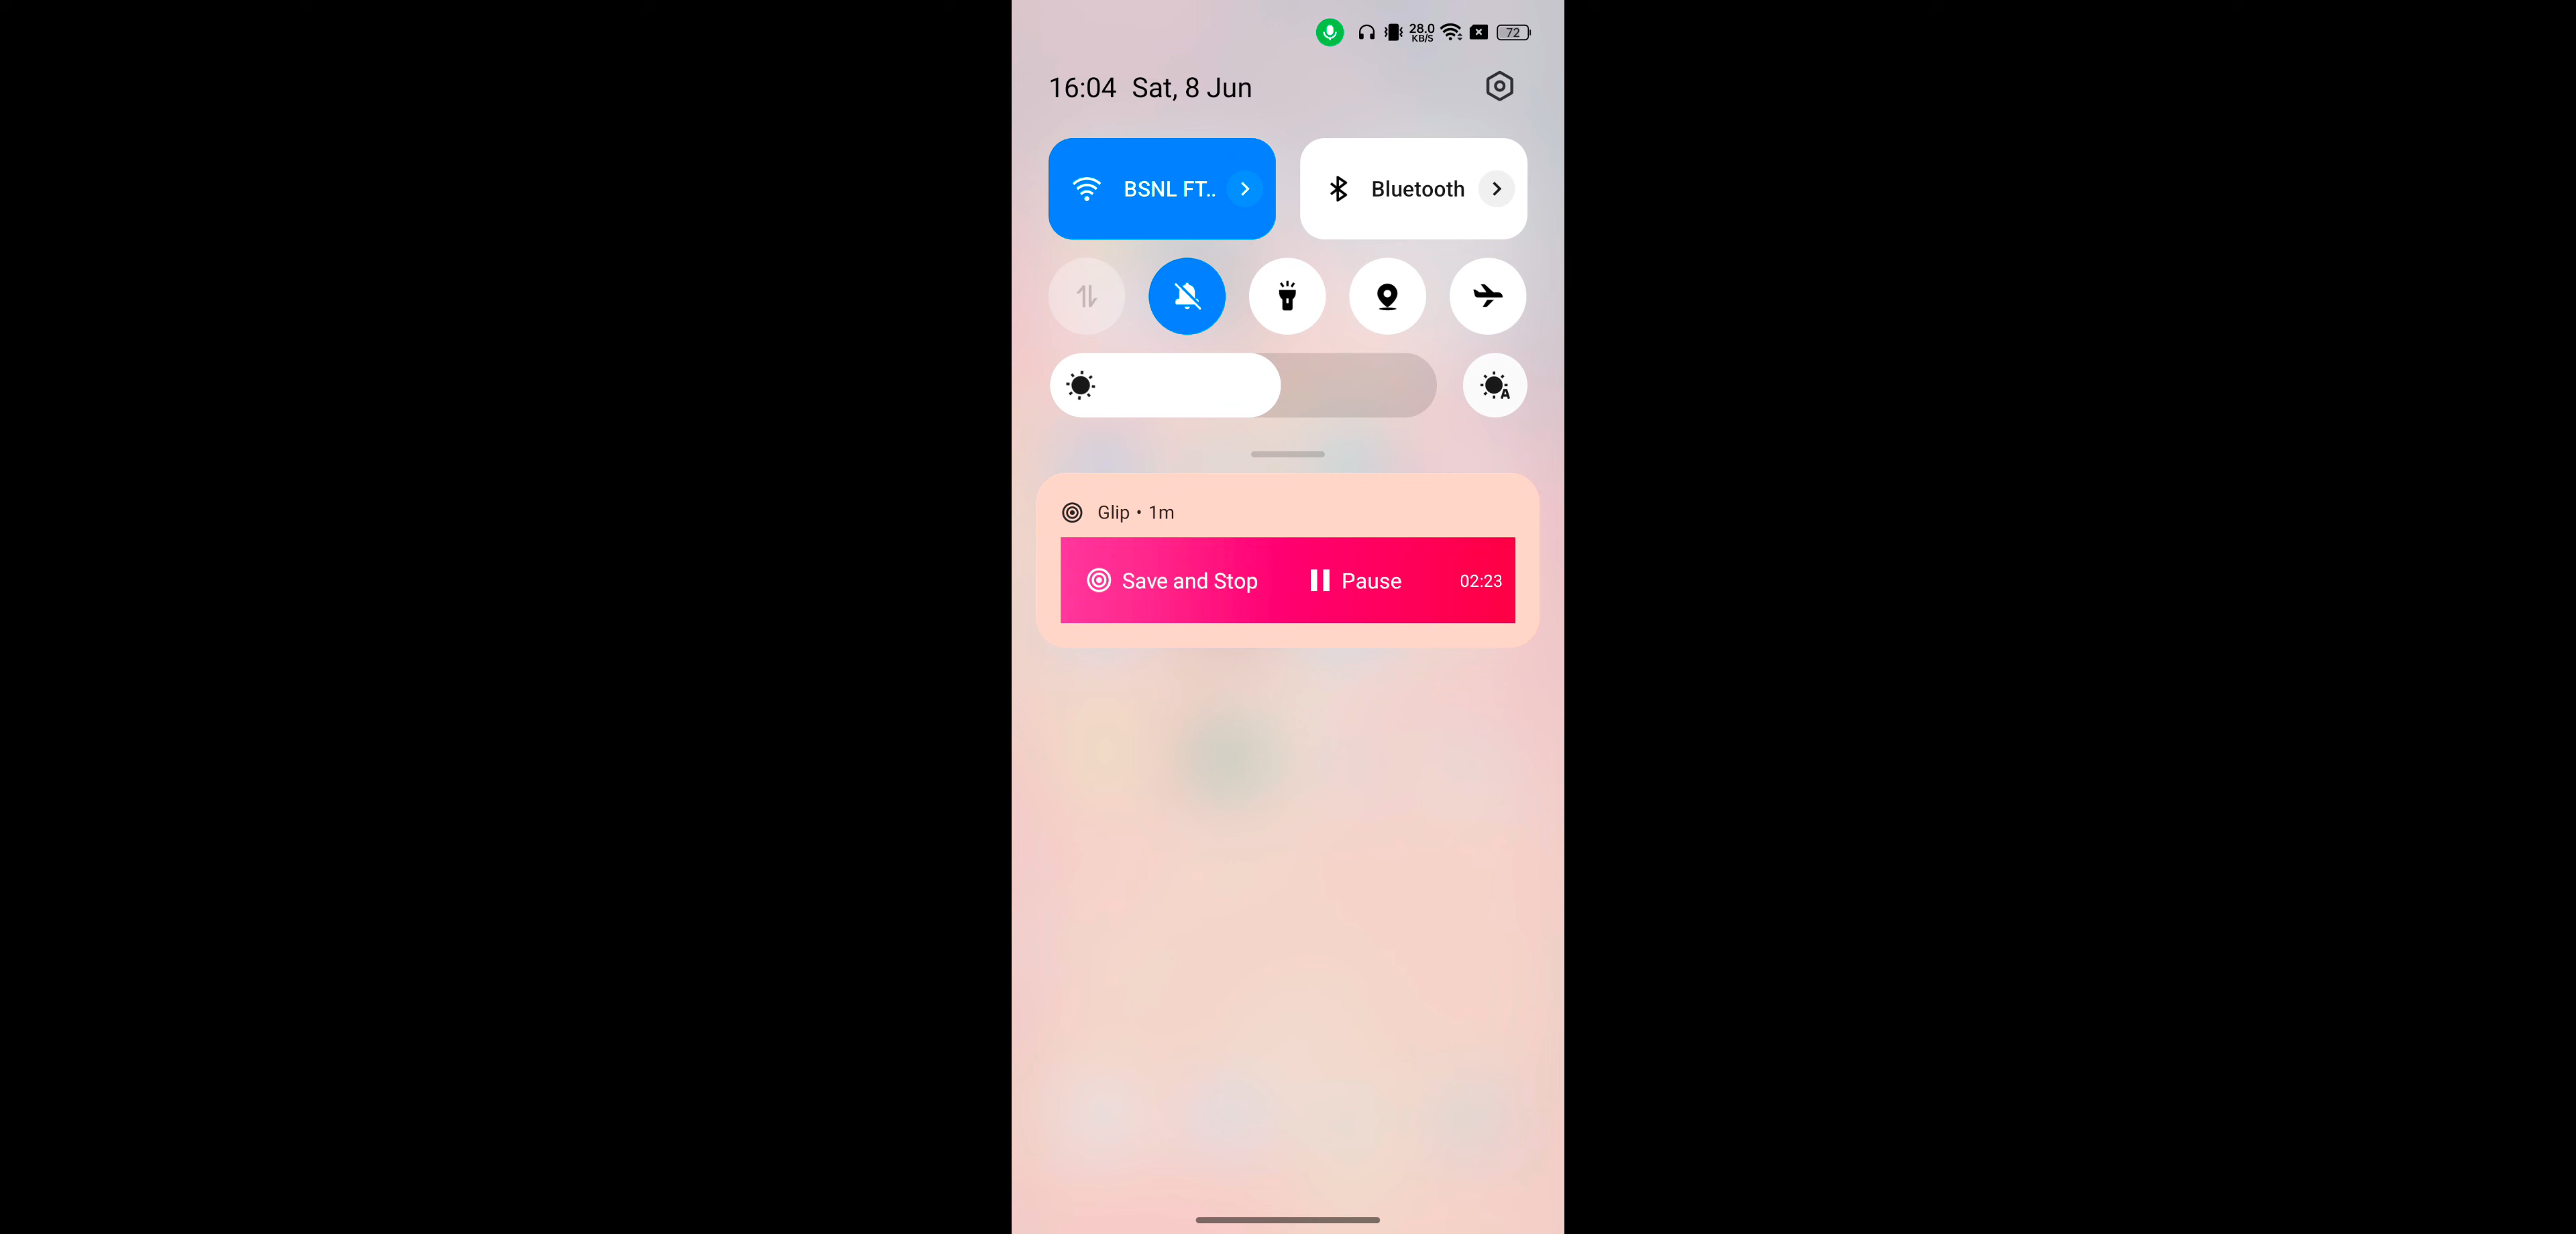 28.0
KB/S
72
16:04 Sat, 8 Jun
BSNL FT..
Bluetooth
A
Glip • 1m
Save and Stop
Pause
02:23